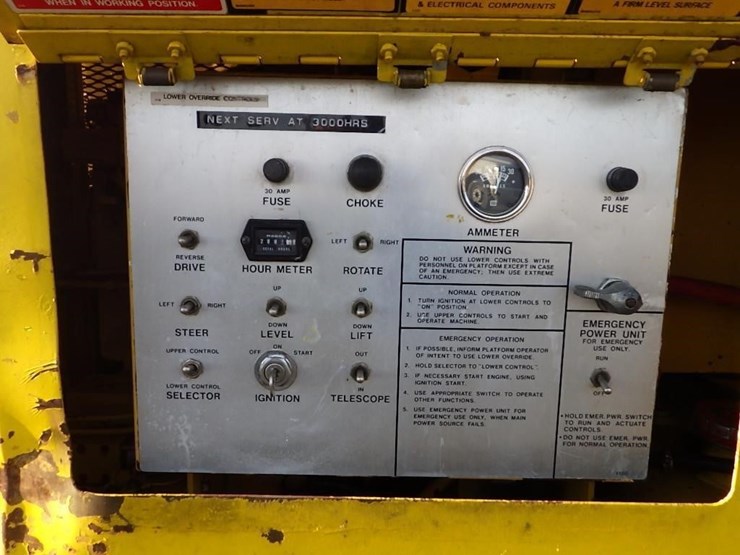 WHEN IN WORKING POSITION
& ELECTRICAL COMPONENTS
A FIRM LEVEL SURFACE
LOWER OVERRIDE CONTROLS
NEXT SERV AT 3000HRS
30 AMP
FUSE
CHOKE
AMMETER
30 AMP
FUSE
FORWARD
REVERSE
DRIVE
HOUR METER
LEFT RIGHT
ROTATE
LEFT RIGHT
STEER
UP
DOWN
LEVEL
UP
DOWN
LIFT
UPPER CONTROL
LOWER CONTROL
SELECTOR
OFF ON START
IGNITION
OUT
IN
TELESCOPE
WARNING
DO NOT USE LOWER CONTROLS WITH
PERSONNEL ON PLATFORM EXCEPT IN CASE
OF AN EMERGENCY; THEN USE EXTREME
CAUTION.
NORMAL OPERATION
1. TURN IGNITION AT LOWER CONTROLS TO
"ON" POSITION
2. USE UPPER CONTROLS TO START AND
OPERATE MACHINE.
EMERGENCY OPERATION
1. IF POSSIBLE, INFORM PLATFORM OPERATOR
OF INTENT TO USE LOWER OVERRIDE.
2. HOLD SELECTOR TO "LOWER CONTROL".
3. IF NECESSARY START ENGINE, USING
IGNITION START.
4. USE APPROPRIATE SWITCH TO OPERATE
OTHER FUNCTIONS.
5. USE EMERGENCY POWER UNIT FOR
EMERGENCY USE ONLY, WHEN MAIN
POWER SOURCE FAILS.
EMERGENCY
POWER UNIT
FOR EMERGENCY
USE ONLY.
RUN
OFF
• HOLD EMER. PWR. SWITCH
TO RUN AND ACTUATE
CONTROLS.
• DO NOT USE EMER. PWR.
FOR NORMAL OPERATION